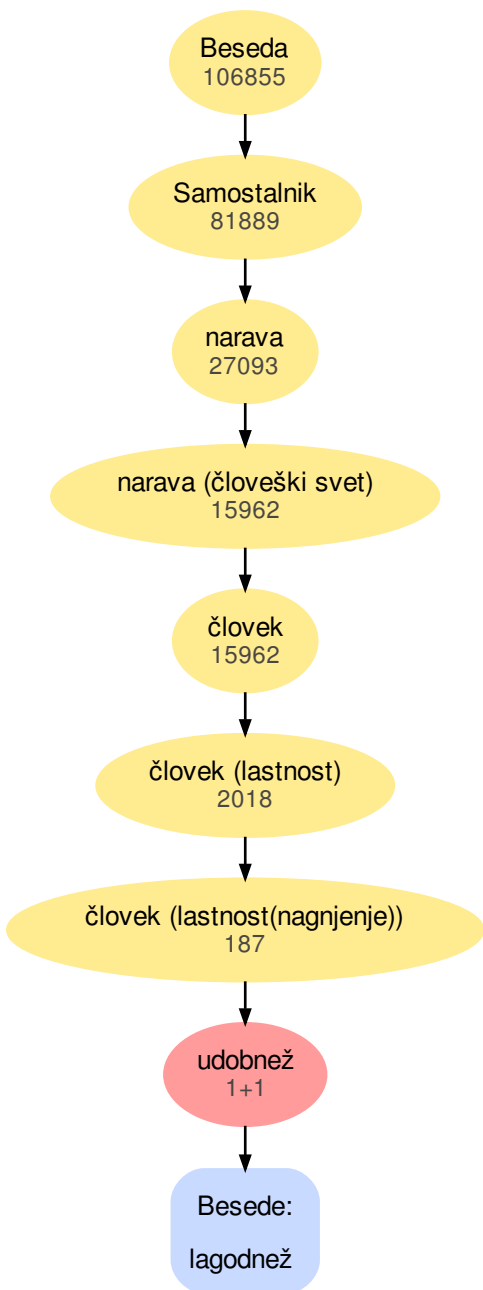 Beseda
106855
Samostalnik
81889
narava
27093
narava (človeški svet)
15962
človek
15962
človek (lastnost)
2018
človek (lastnost(nagnjenje))
187
udobnež
1+1
Besede:
lagodnež